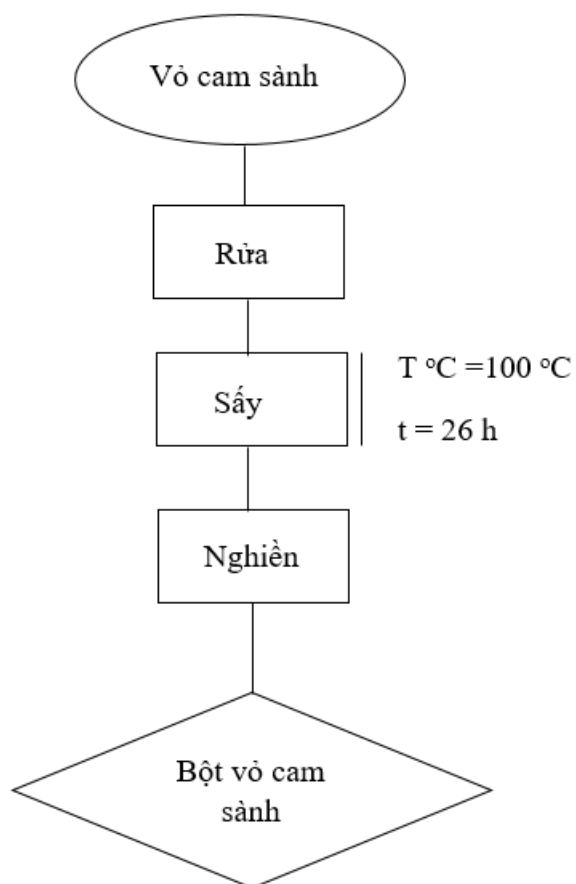 Vỏ cam sành
Rửa
Sấy
T °C =100 °C
t = 26 h
Nghiền
Bột vỏ cam
sành